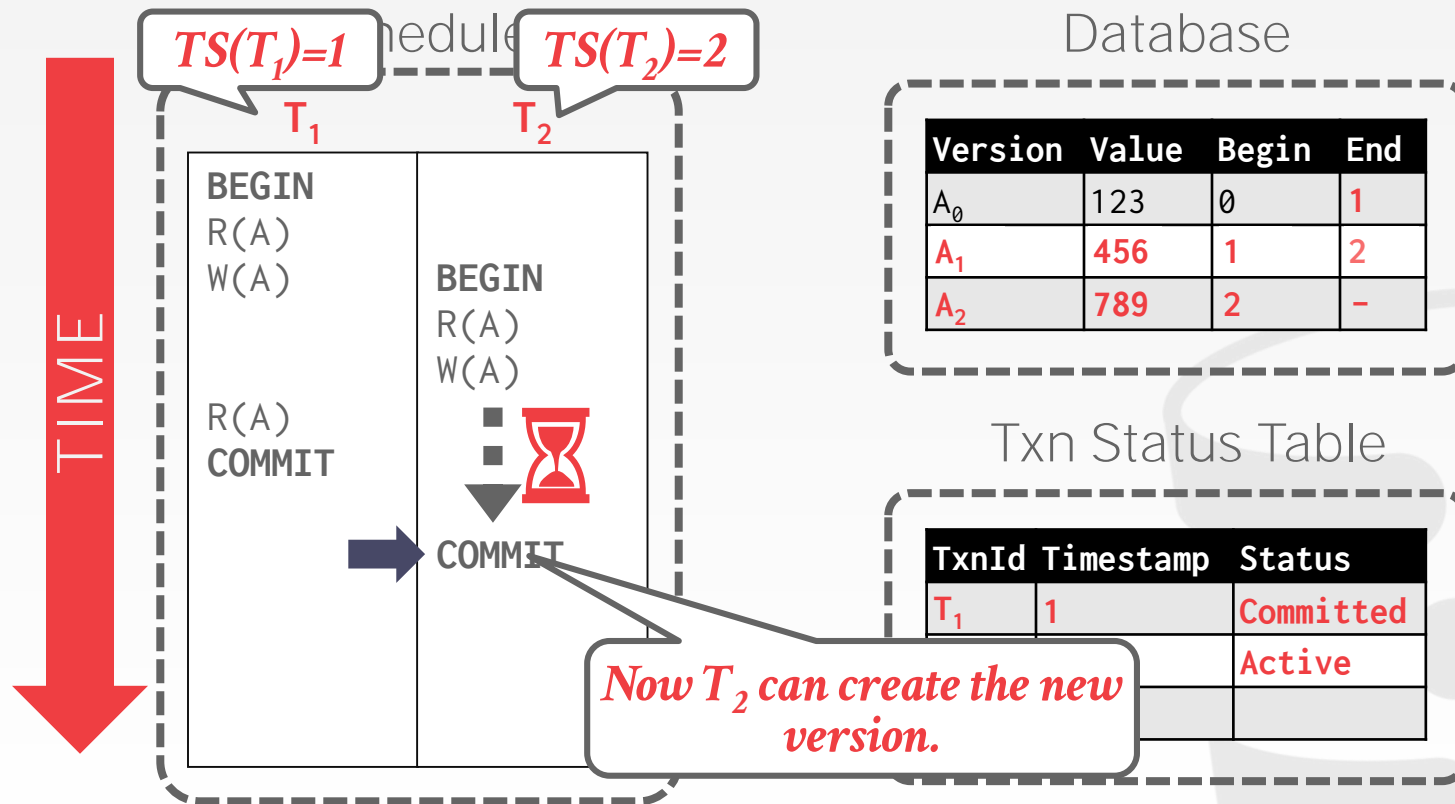 TS(T₁)=1
hedule
TS(T₂)=2
T₁
T₂
TIME
BEGIN
R(A)
W(A)
R(A)
COMMIT
BEGIN
R(A)
W(A)
COMMIT
Now T₂ can create the new
version.
Database
Version Value Begin End
A₀ 123 0 1
A₁ 456 1 2
A₂ 789 2 -
Txn Status Table
TxnId Timestamp Status
T₁ 1 Committed
Active